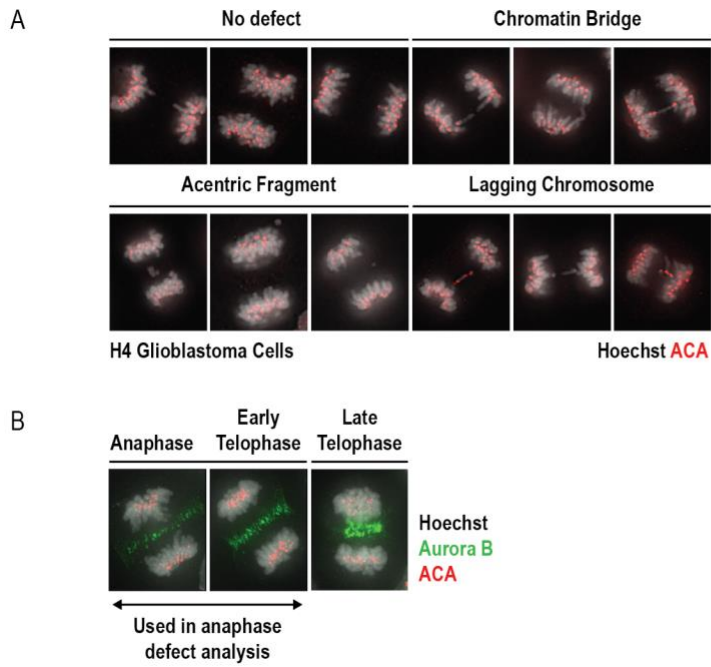 A
No defect
Chromatin Bridge
Acentric Fragment
Lagging Chromosome
H4 Glioblastoma Cells
Hoechst ACA
B
Anaphase
Early
Telophase
Late
Telophase
Hoechst
Aurora B
ACA
Used in anaphase
defect analysis